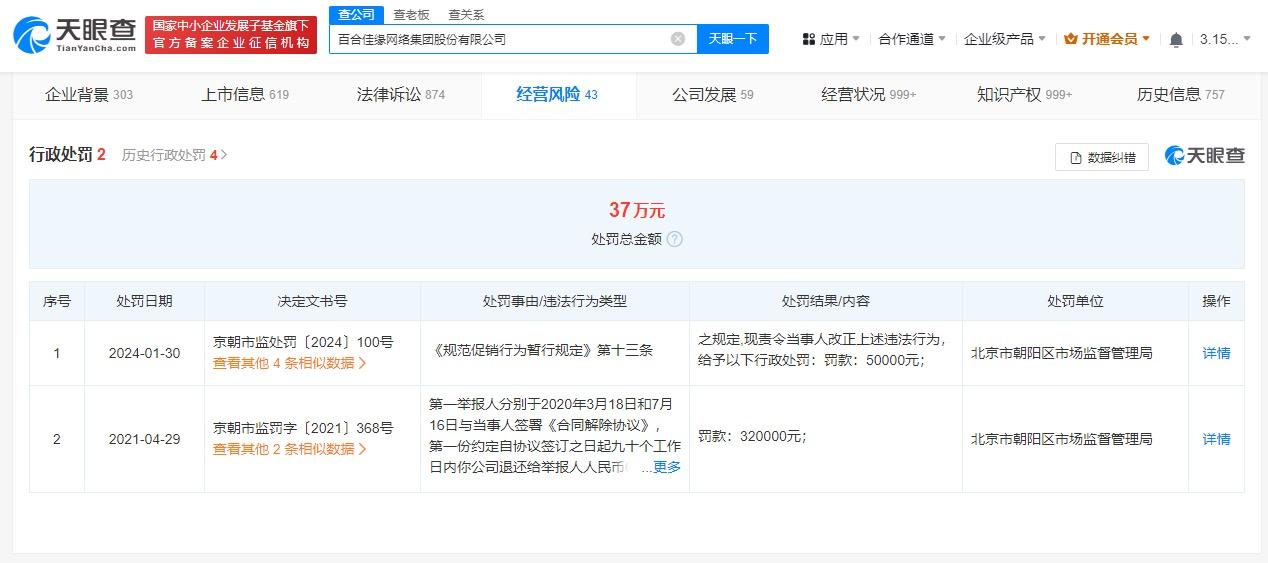 天眼查
TianYanCha.com
国家中小企业发展子基金旗下
官方备案企业征信机构
查公司 查老板 查关系
百合佳缘网络集团股份有限公司
天眼一下
应用 合作通道 企业级产品 开通会员 3.15...
企业背景 303 上市信息 619 法律诉讼 874 经营风险 43 公司发展 59 经营状况 999+ 知识产权 999+ 历史信息 757
行政处罚 2 历史行政处罚 4 >
数据纠错
天眼查
37万元
处罚总金额 ?
序号 处罚日期 决定文书号 处罚事由/违法行为类型 处罚结果/内容 处罚单位 操作
1
2024-01-30
京朝市监处罚〔2024〕100号
查看其他 4 条相似数据 >
《规范促销行为暂行规定》第十三条
之规定,现责令当事人改正上述违法行为,
给予以下行政处罚：罚款：50000元；
北京市朝阳区市场监督管理局
详情
2
2021-04-29
京朝市监罚字〔2021〕368号
查看其他 2 条相似数据 >
第一举报人分别于2020年3月18日和7月
16日与当事人签署《合同解除协议》，
第一份约定自协议签订之日起九十个工作
日内你公司退还给举报人人民币 ...更多
罚款：320000元；
北京市朝阳区市场监督管理局
详情